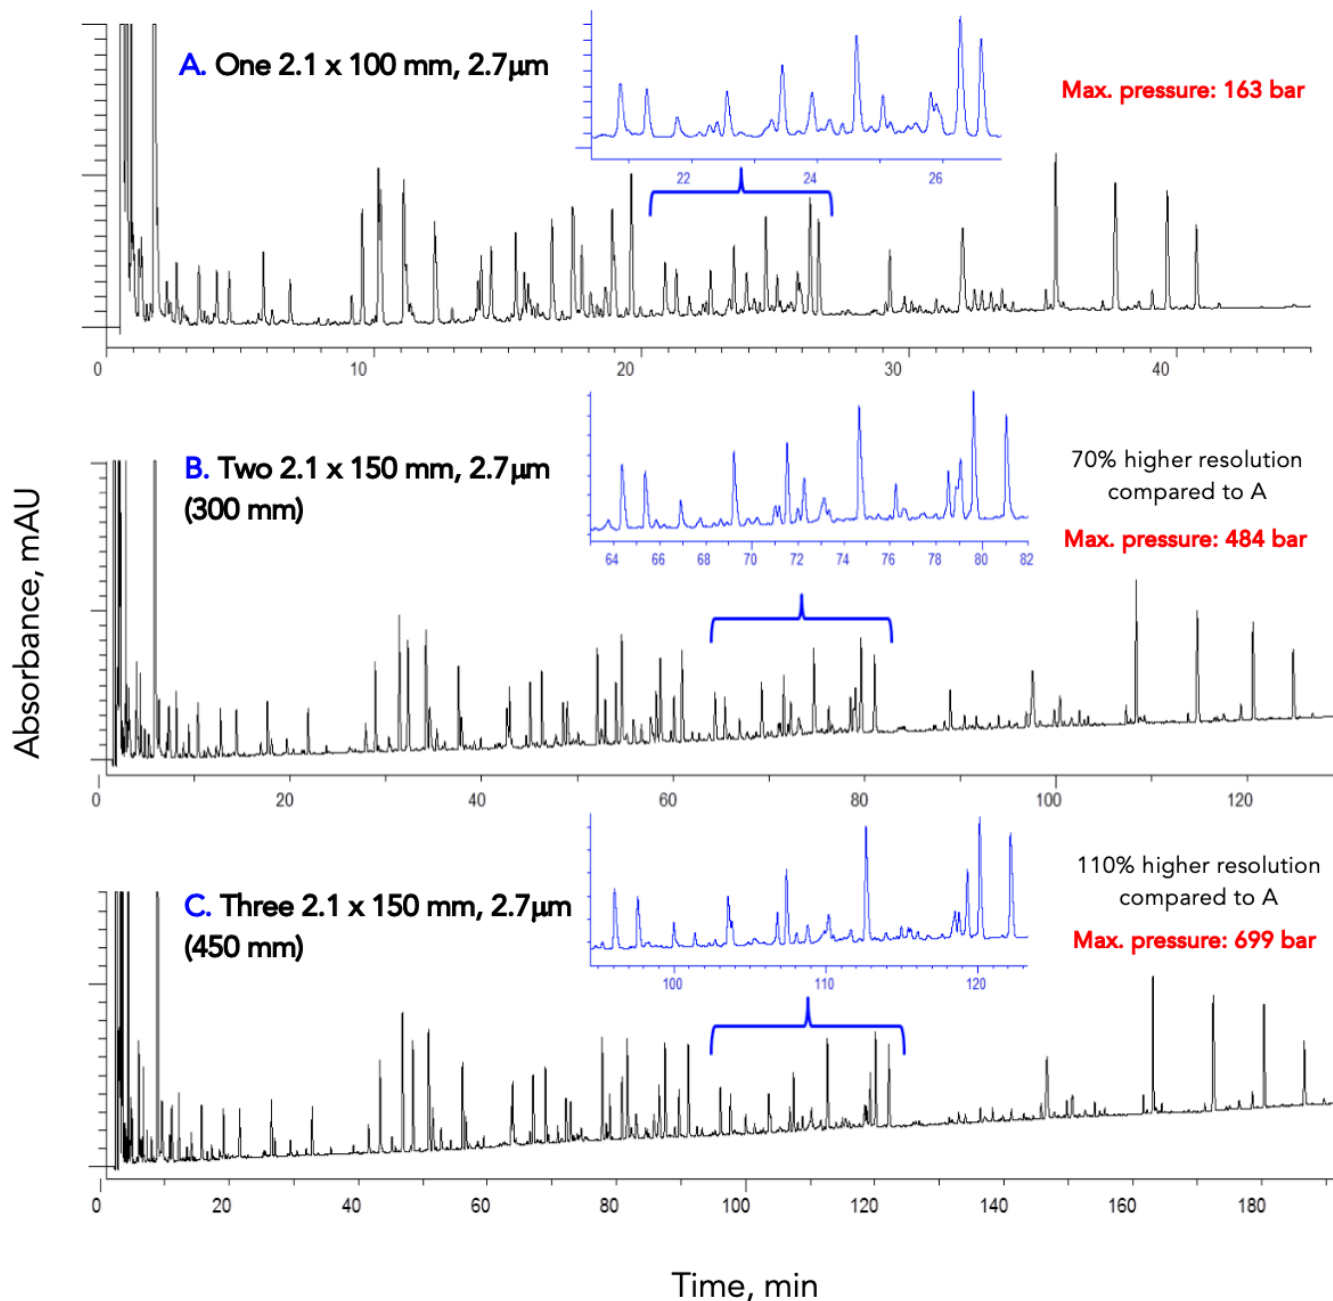 A. One 2.1 x 100 mm, 2.7µm
Max. pressure: 163 bar
22 24 26
0 10 20 30 40
B. Two 2.1 x 150 mm, 2.7µm
(300 mm)
70% higher resolution
compared to A
Max. pressure: 484 bar
64 66 68 70 72 74 76 78 80 82
0 20 40 60 80 100 120
C. Three 2.1 x 150 mm, 2.7µm
(450 mm)
110% higher resolution
compared to A
Max. pressure: 699 bar
100 110 120
0 20 40 60 80 100 120 140 160 180
Absorbance, mAU
Time, min